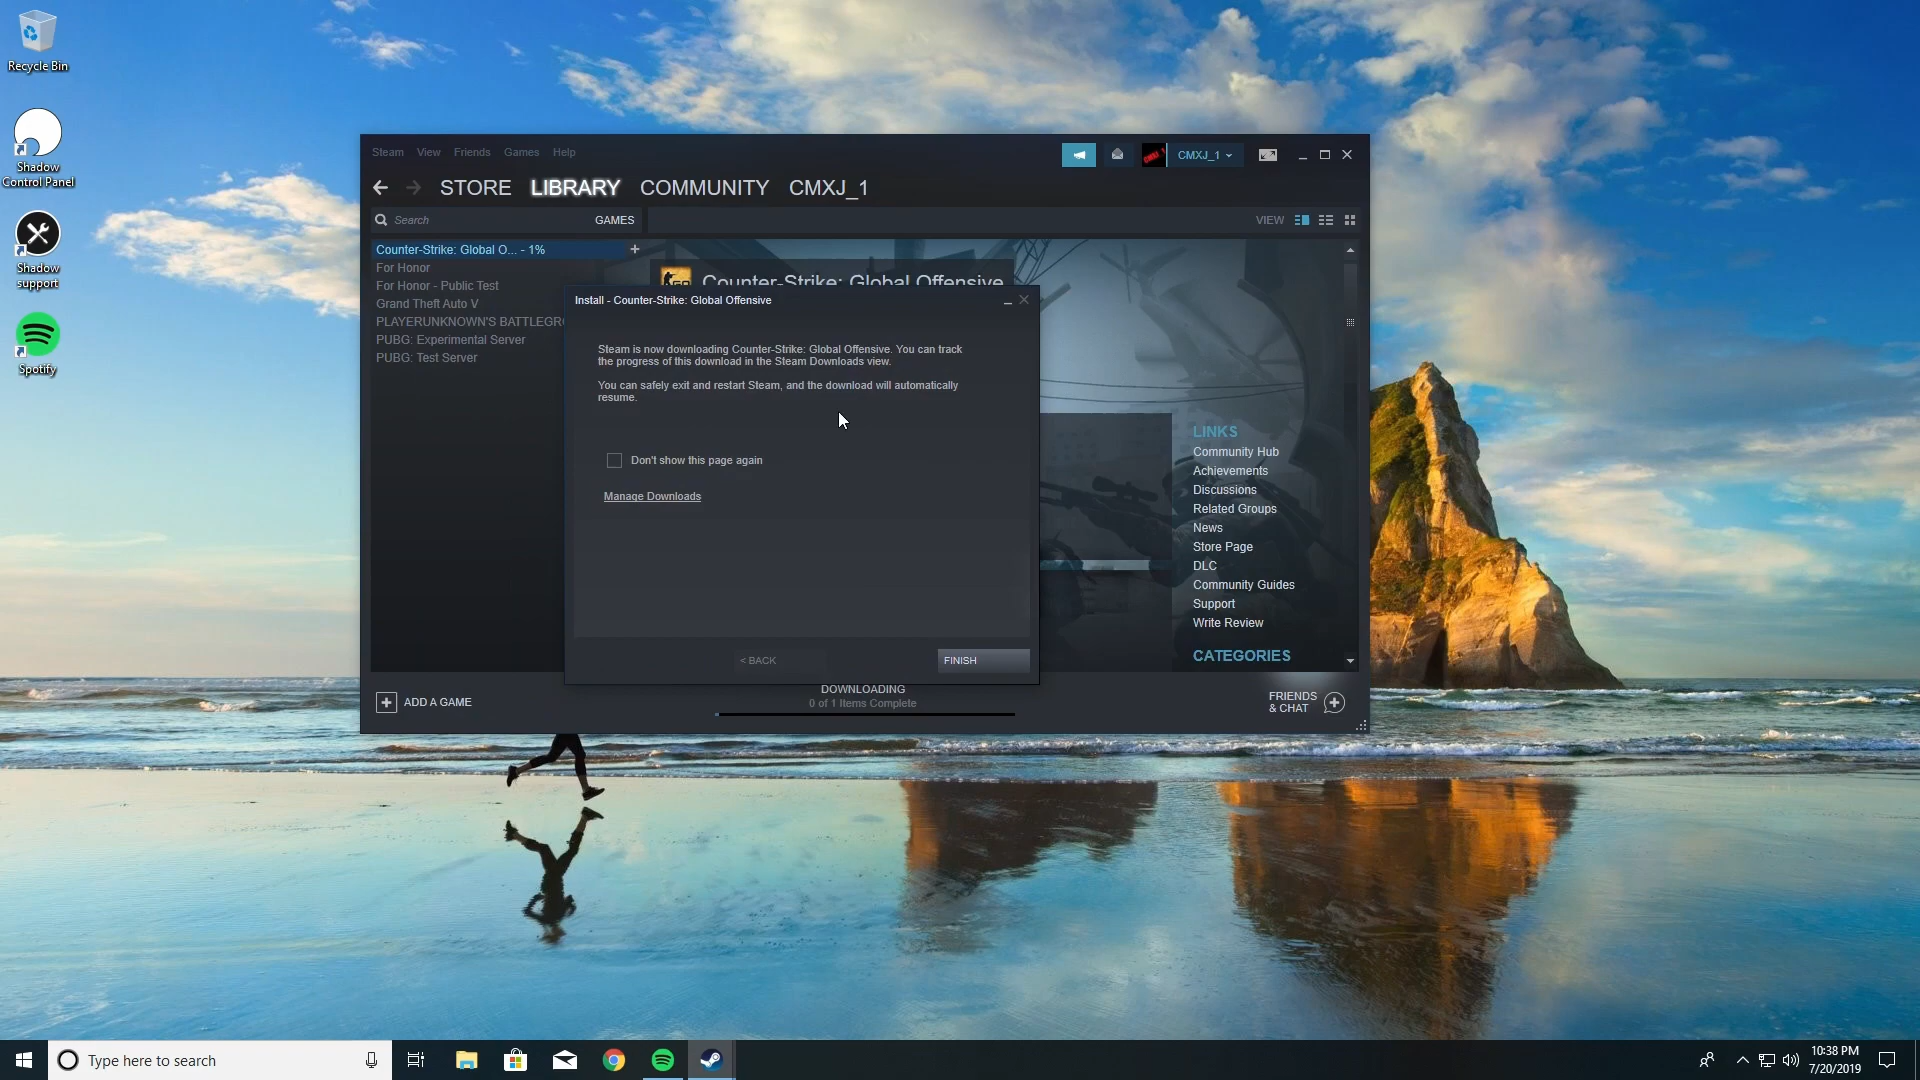 Recycle Bin
Shadow
Control Panel
Shadow
support
Spotify
Steam View Friends Games Help
CMXJ_1
STORE LIBRARY COMMUNITY CMXJ_1
Search GAMES VIEW
Counter-Strike: Global O... - 1% +
For Honor
For Honor - Public Test
Grand Theft Auto V
PLAYERUNKNOWN'S BATTLEGR
PUBG: Experimental Server
PUBG: Test Server
Counter-Strike: Global Offensive
Install - Counter-Strike: Global Offensive
Steam is now downloading Counter-Strike: Global Offensive. You can track
the progress of this download in the Steam Downloads view.
You can safely exit and restart Steam, and the download will automatically
resume.
Don't show this page again
Manage Downloads
< BACK FINISH
LINKS
Community Hub
Achievements
Discussions
Related Groups
News
Store Page
DLC
Community Guides
Support
Write Review
CATEGORIES
ADD A GAME
DOWNLOADING
0 of 1 Items Complete
FRIENDS
& CHAT
Type here to search
10:38 PM
7/20/2019